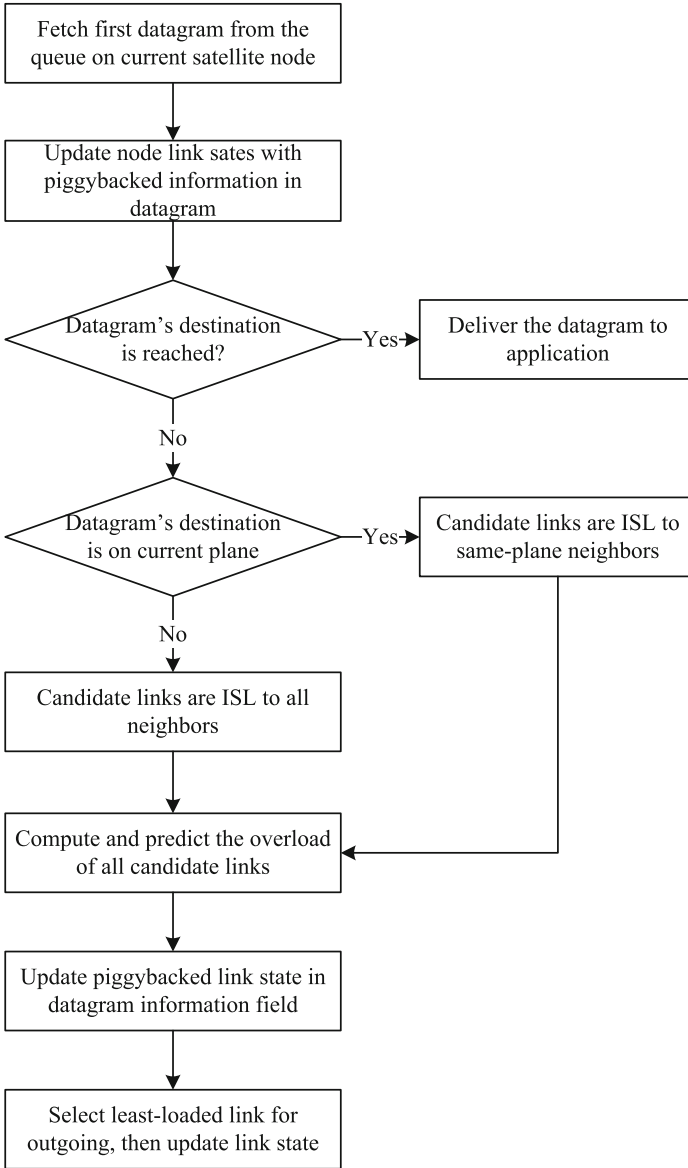 Fetch first datagram from the
queue on current satellite node
Update node link sates with
piggybacked information in
datagram
Datagram's destination
is reached?
Yes
Deliver the datagram to
application
No
Datagram's destination
is on current plane
Yes
Candidate links are ISL to
same-plane neighbors
No
Candidate links are ISL to all
neighbors
Compute and predict the overload
of all candidate links
Update piggybacked link state in
datagram information field
Select least-loaded link for
outgoing, then update link state